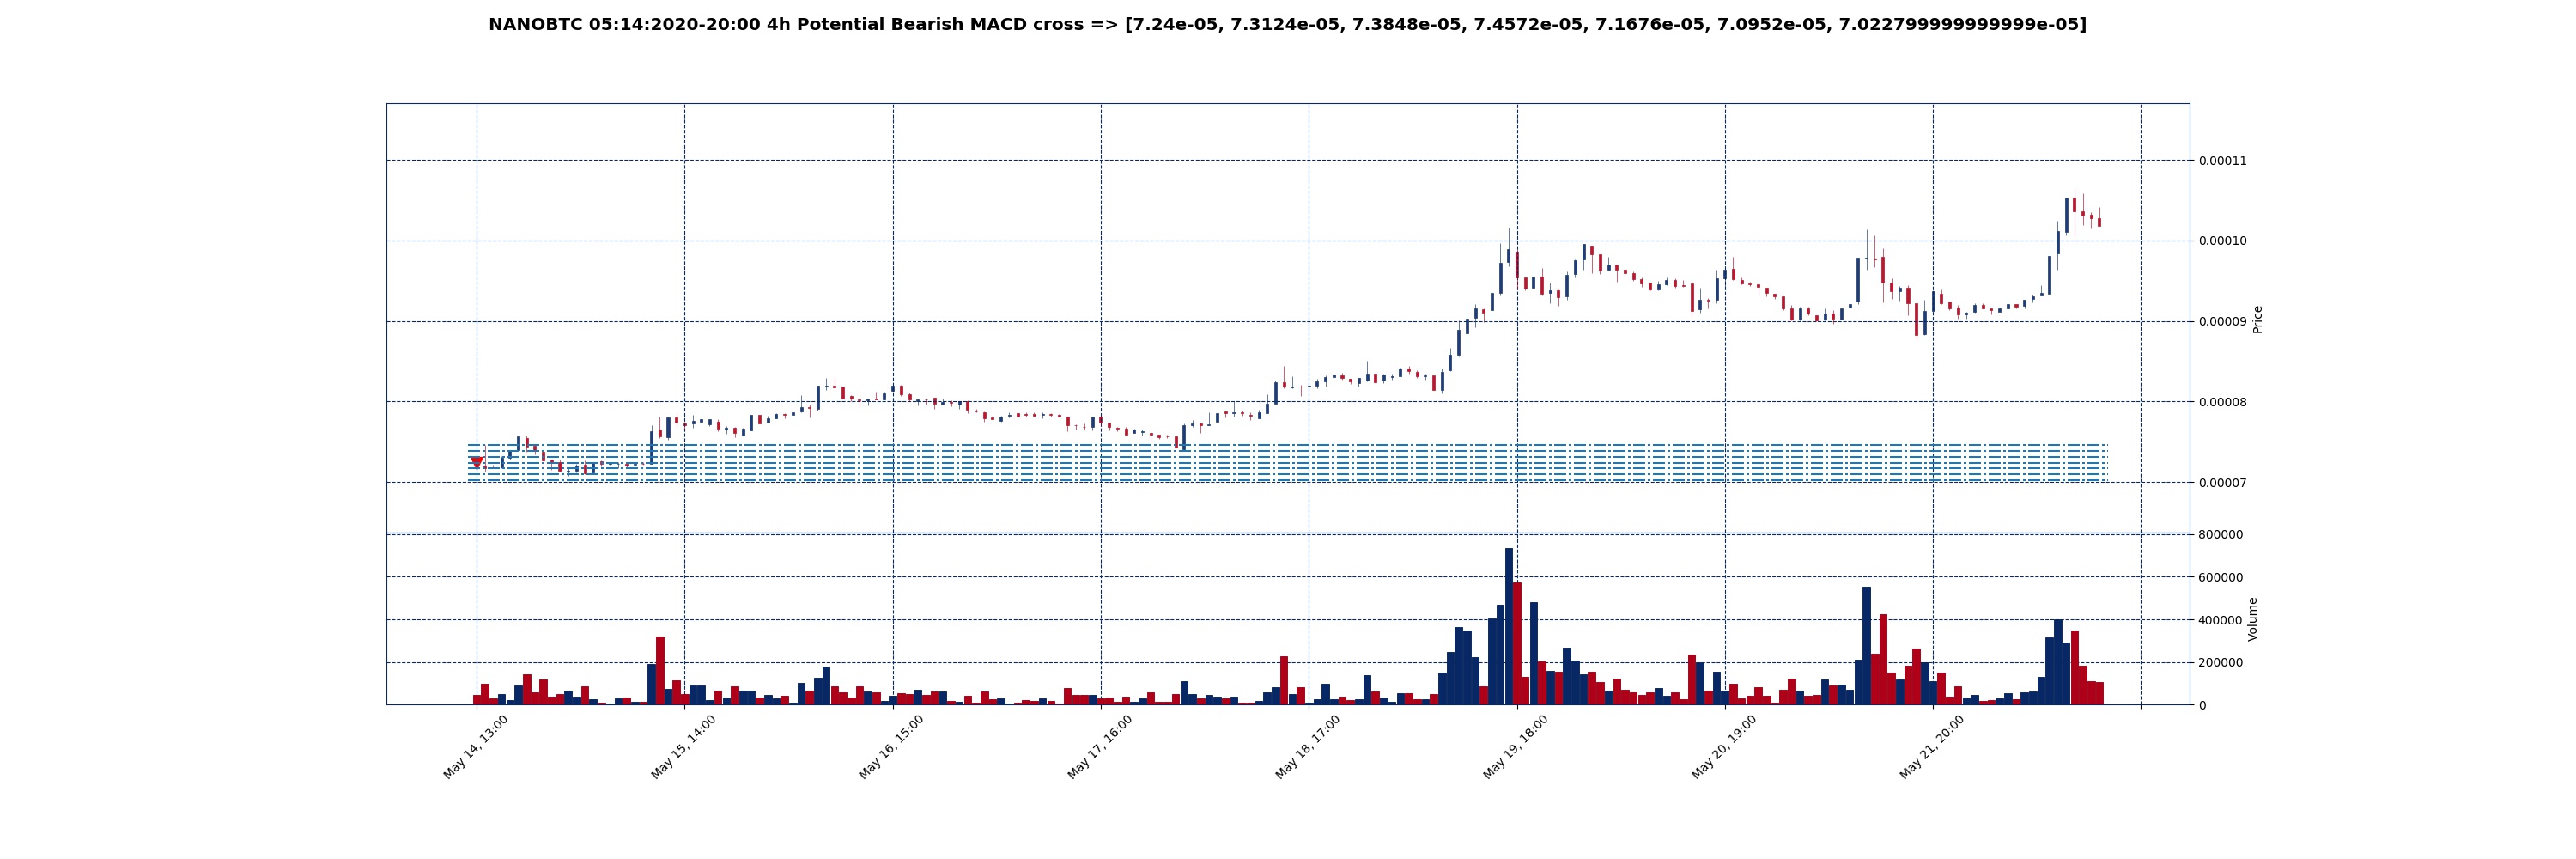 NANOBTC 05:14:2020-20:00 4h Potential Bearish MACD cross => [7.24e-05, 7.3124e-05, 7.3848e-05, 7.4572e-05, 7.1676e-05, 7.0952e-05, 7.022799999999999e-05]
0.00011
0.00010
0.00009
0.00008
0.00007
Price
800000
600000
400000
200000
0
Volume
May 14, 13:00
May 15, 14:00
May 16, 15:00
May 17, 16:00
May 18, 17:00
May 19, 18:00
May 20, 19:00
May 21, 20:00